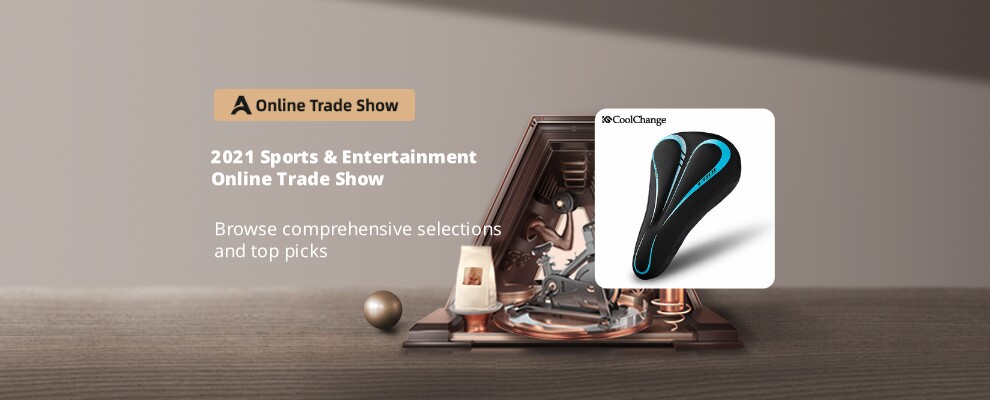 Online Trade Show
2021 Sports & Entertainment
Online Trade Show
Browse comprehensive selections
and top picks
CoolChange